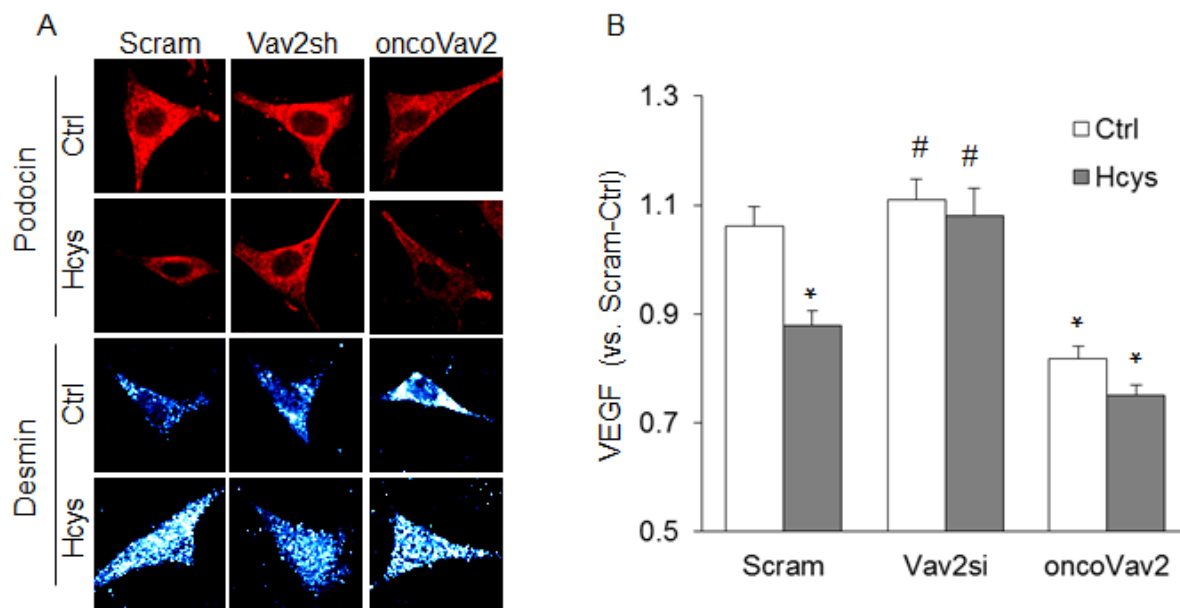 A
Scram Vav2sh oncoVav2
Podocin
Ctrl
Hcys
Desmin
Ctrl
Hcys
B
VEGF (vs. Scram-Ctrl)
1.3
1.1
0.9
0.7
0.5
Ctrl
Hcys
# #
*
*
*
Scram Vav2si oncoVav2